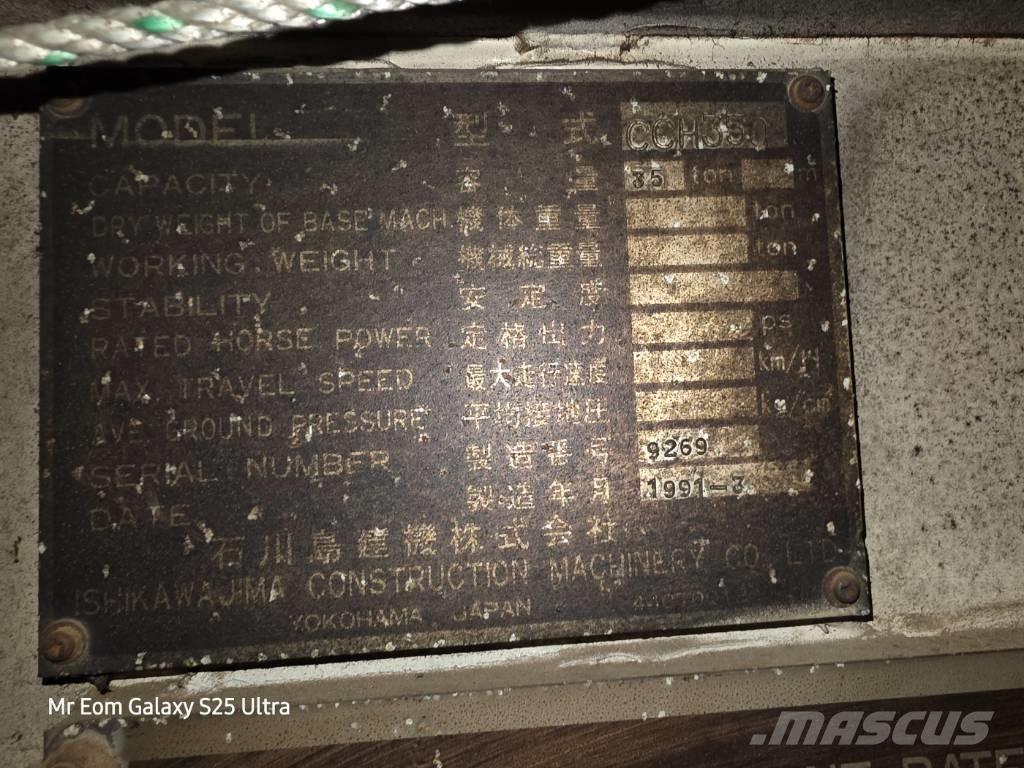 MODEL 型式 CCH350
CAPACITY 容量 35 ton m
DRY WEIGHT OF BASE MACH. 機体重量 ton
WORKING WEIGHT 機械総重量 ton
STABILITY 安定度
RATED HORSE POWER 定格出力 ps
MAX. TRAVEL SPEED 最大走行速度 km/H
AVE. GROUND PRESSURE 平均接地圧 kg/cm
SERIAL NUMBER 製造番号 9269
DATE 製造年月 1991-3
石川島建機株式会社
ISHIKAWAJIMA CONSTRUCTION MACHINERY CO., LTD.
YOKOHAMA JAPAN
Mr Eom Galaxy S25 Ultra
MASCUS